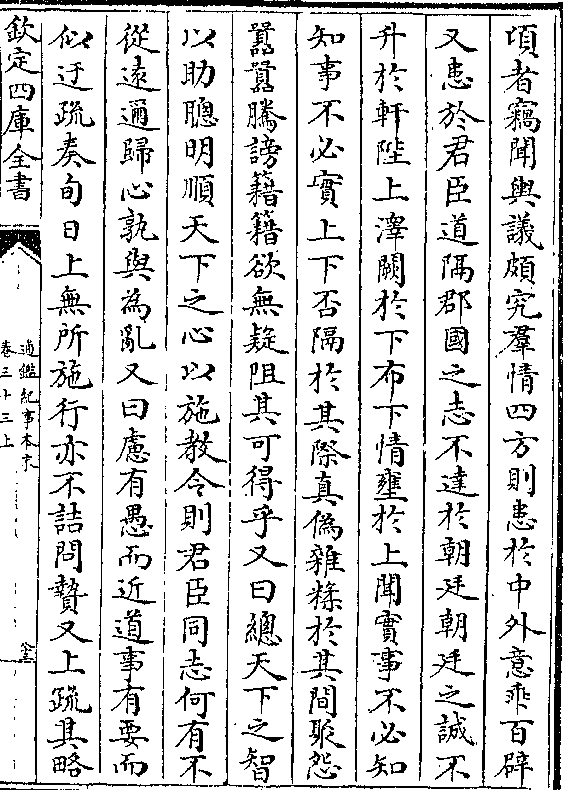 頃者竊聞輿議頗究羣情四方則患於中外意乖百辟
又患於君臣道隔郡國之志不達於朝廷朝廷之誠不
升於軒陛上澤闕於下布下情壅於上聞實事不必知
知事不必實上下否隔於其際真偽雜糅於其間聚怨
囂囂騰謗籍籍欲無疑阻其可得乎又曰總天下之智
以助聰明順天下之心以施教令則君臣同志何有不
從遠邇歸心孰與為亂又曰慮有愚而近道事有要而
似迂疏奏旬日上無所施行亦不詰問贄又上疏其略
欽定四庫全書
通鑑紀事本末
卷三十三上